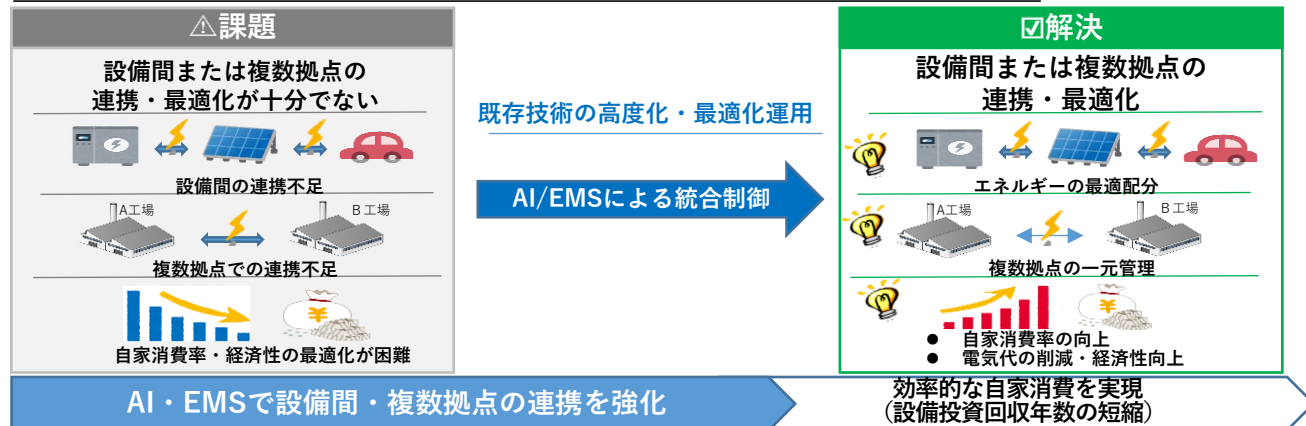 ⚠課題
設備間または複数拠点の
連携・最適化が十分でない
設備間の連携不足
A工場
B工場
複数拠点での連携不足
¥
自家消費率・経済性の最適化が困難
既存技術の高度化・最適化運用
AI/EMSによる統合制御
☑解決
設備間または複数拠点の
連携・最適化
エネルギーの最適配分
A工場
B工場
複数拠点の一元管理
¥
● 自家消費率の向上
● 電気代の削減・経済性向上
AI・EMSで設備間・複数拠点の連携を強化
効率的な自家消費を実現
(設備投資回収年数の短縮)